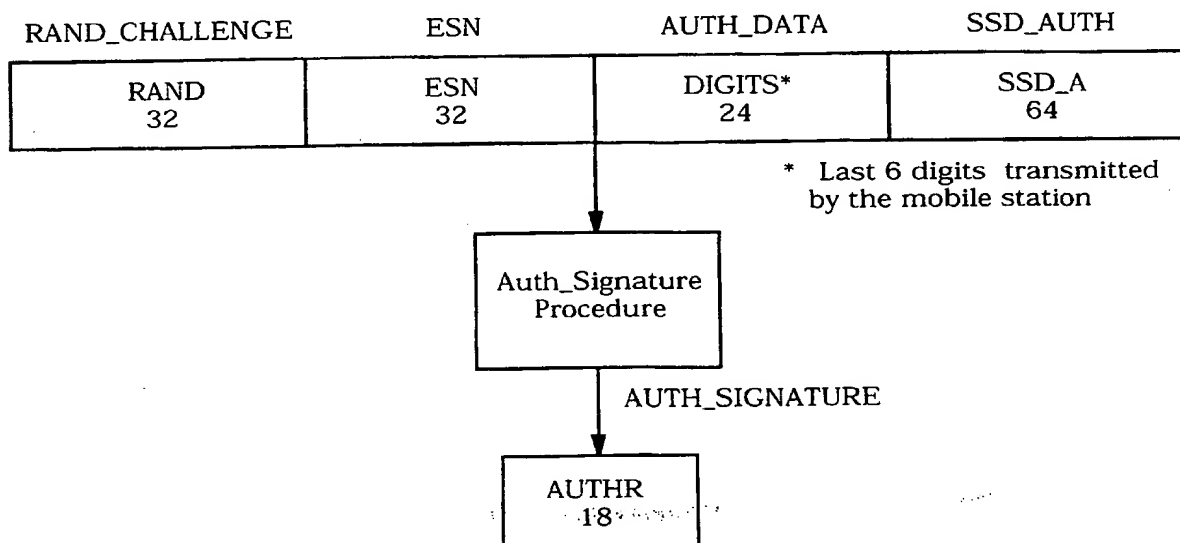 RAND_CHALLENGE ESN AUTH_DATA SSD_AUTH
RAND ESN DIGITS* SSD_A
32 32 24 64
* Last 6 digits transmitted
by the mobile station
Auth_Signature
Procedure
AUTH_SIGNATURE
AUTHR
18